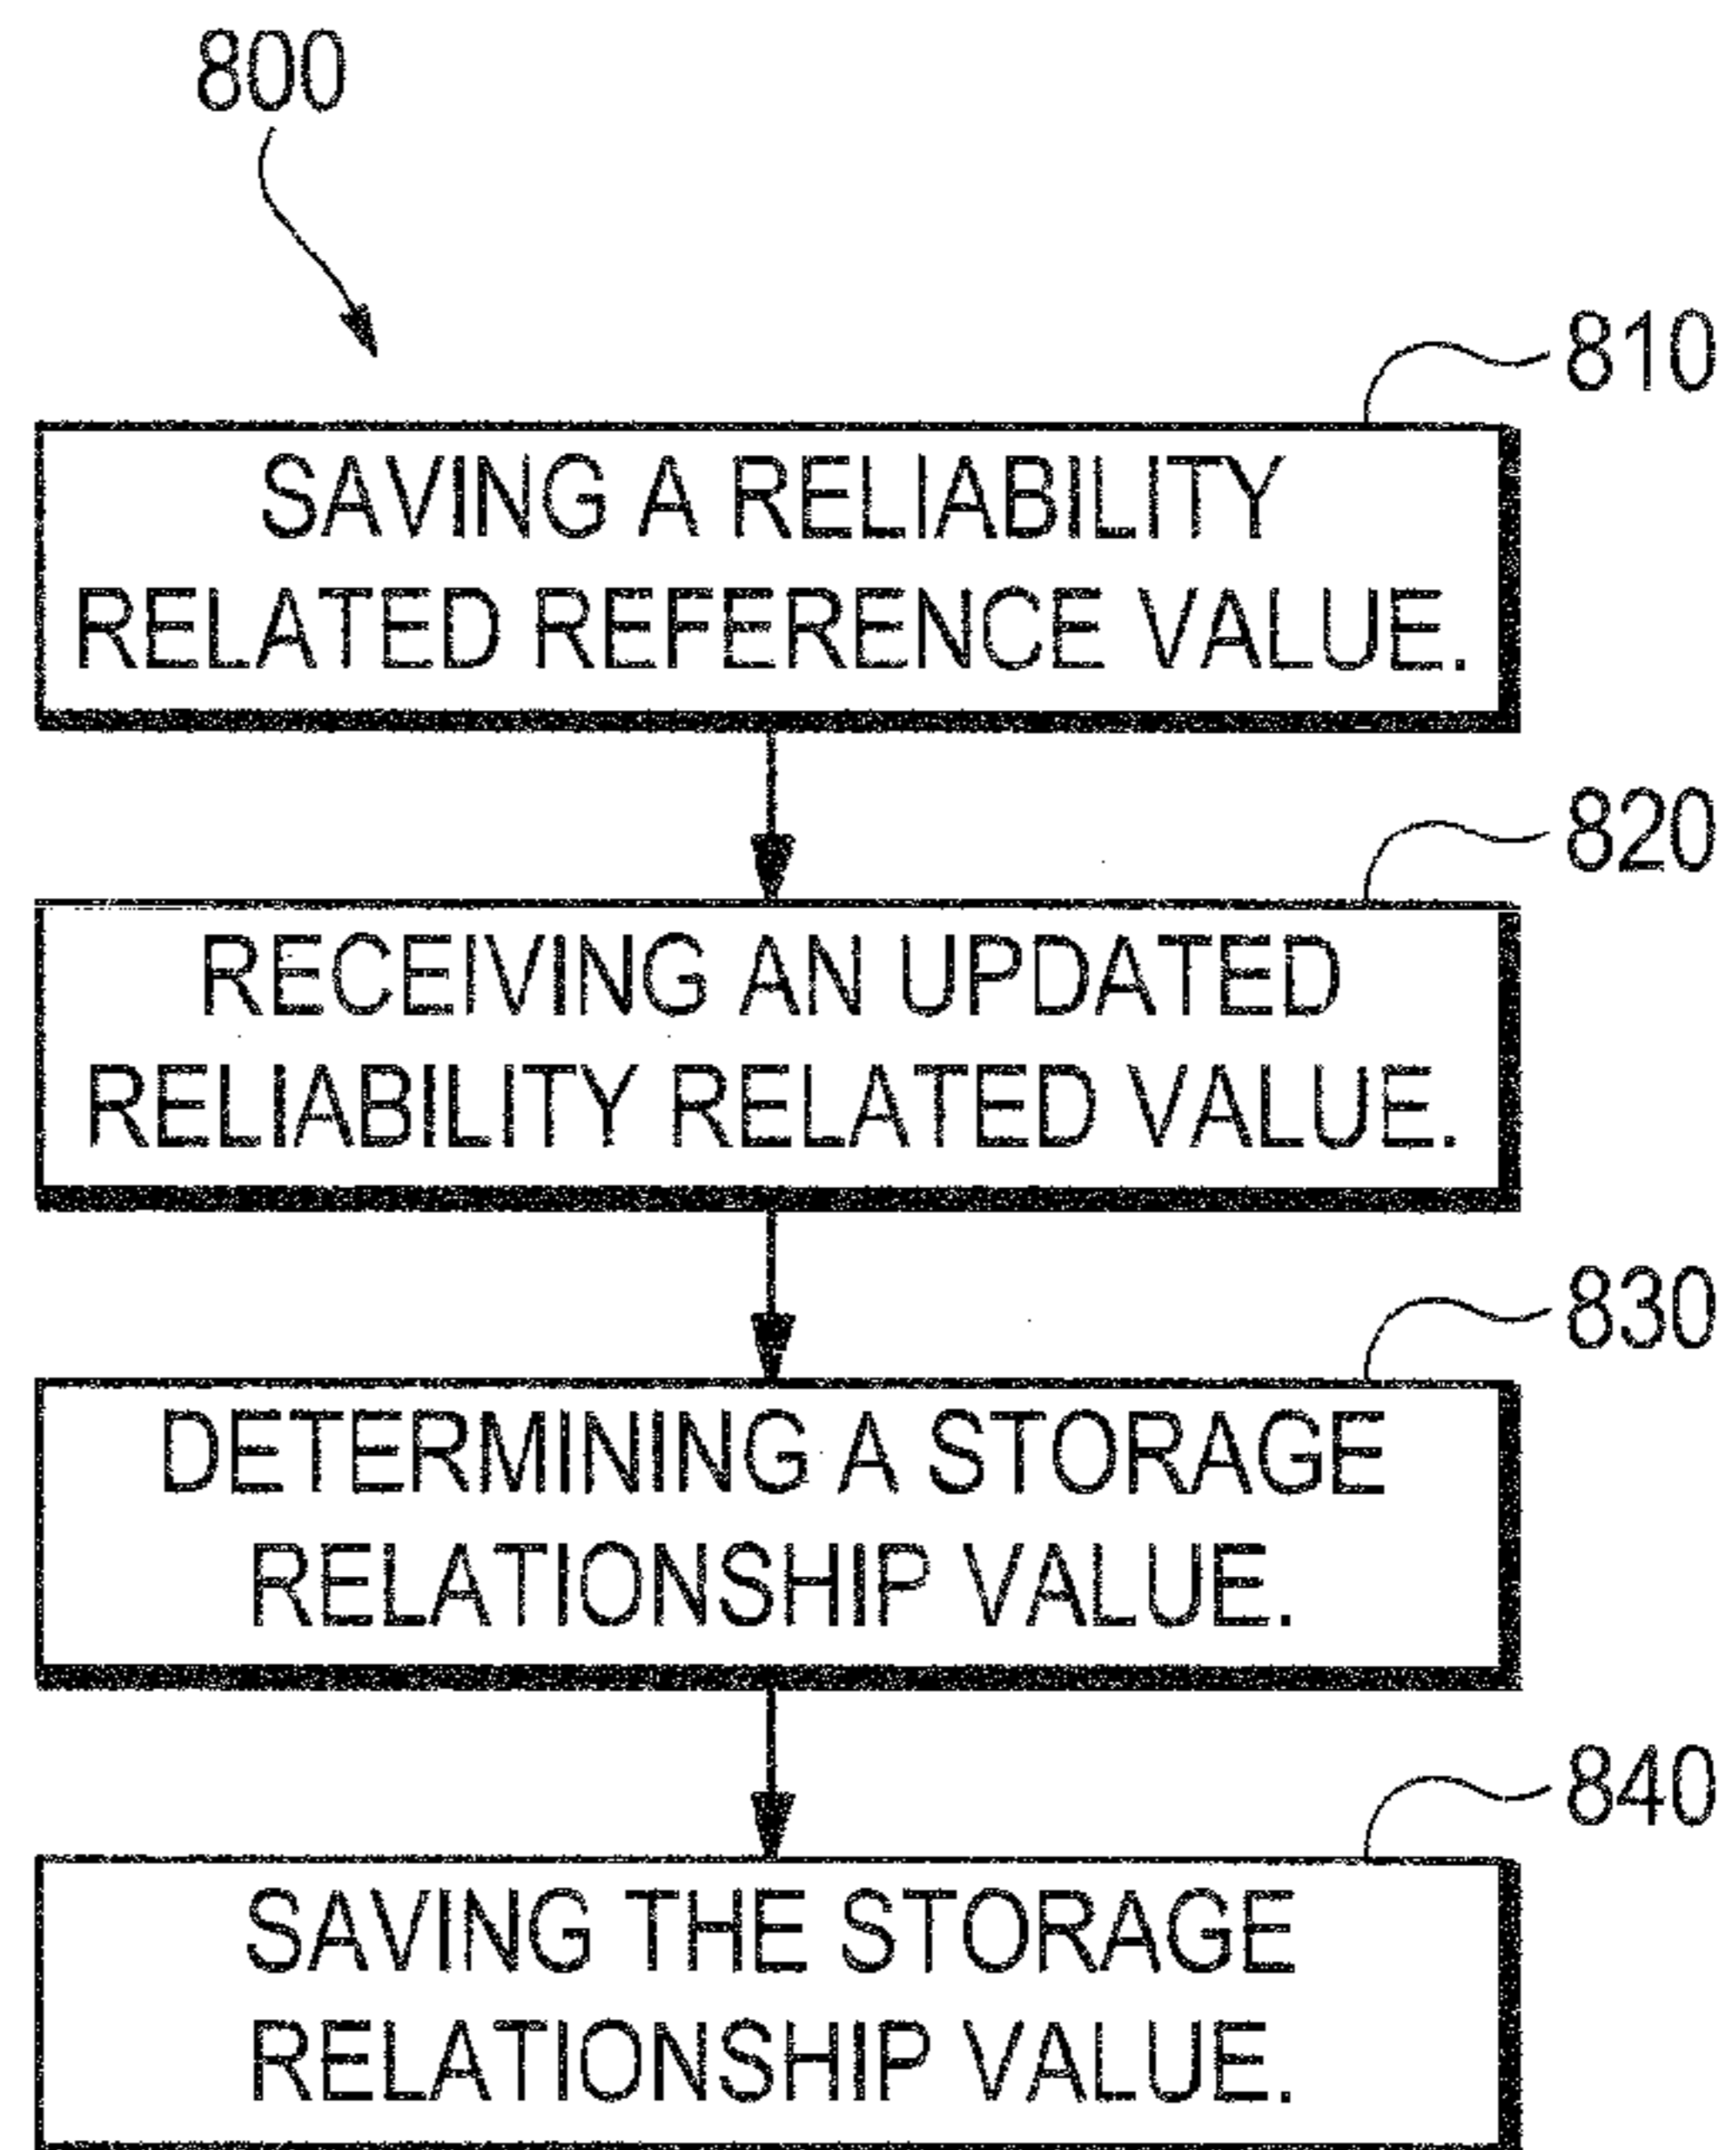 800
810
SAVING A RELIABILITY
RELATED REFERENCE VALUE.
820
RECEIVING AN UPDATED
RELIABILITY RELATED VALUE.
830
DETERMINING A STORAGE
RELATIONSHIP VALUE.
840
SAVING THE STORAGE
RELATIONSHIP VALUE.